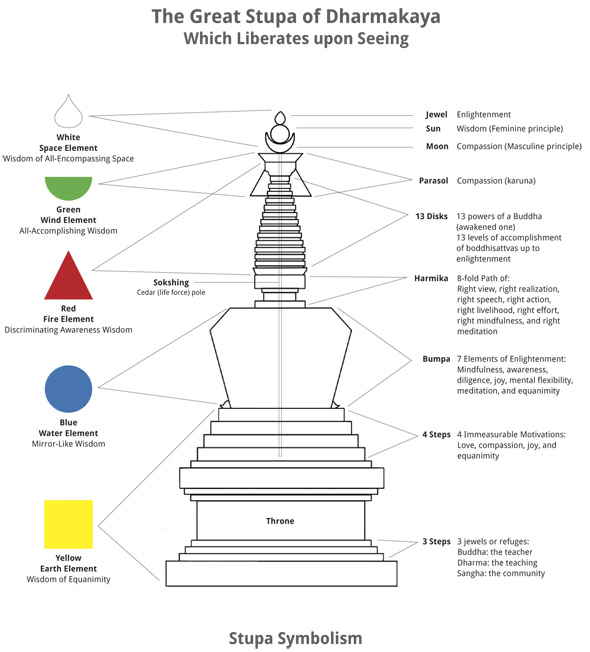 The Great Stupa of Dharmakaya
Which Liberates upon Seeing
White
Space Element
Wisdom of All-Encompassing Space
Green
Wind Element
All-Accomplishing Wisdom
Red
Fire Element
Discriminating Awareness Wisdom
Blue
Water Element
Mirror-Like Wisdom
Yellow
Earth Element
Wisdom of Equanimity
Sokshing
Cedar (life force) pole
Throne
Jewel Enlightenment
Sun Wisdom (Feminine principle)
Moon Compassion (Masculine principle)
Parasol Compassion (karuna)
13 Disks 13 powers of a Buddha
(awakened one)
13 levels of accomplishment
of boddhisattvas up to
enlightenment
Harmika 8-fold Path of:
Right view, right realization,
right speech, right action,
right livelihood, right effort,
right mindfulness, and right
meditation
Bumpa 7 Elements of Enlightenment:
Mindfulness, awareness,
diligence, joy, mental flexibility,
meditation, and equanimity
4 Steps 4 Immeasurable Motivations:
Love, compassion, joy, and
equanimity
3 Steps 3 jewels or refuges:
Buddha: the teacher
Dharma: the teaching
Sangha: the community
Stupa Symbolism